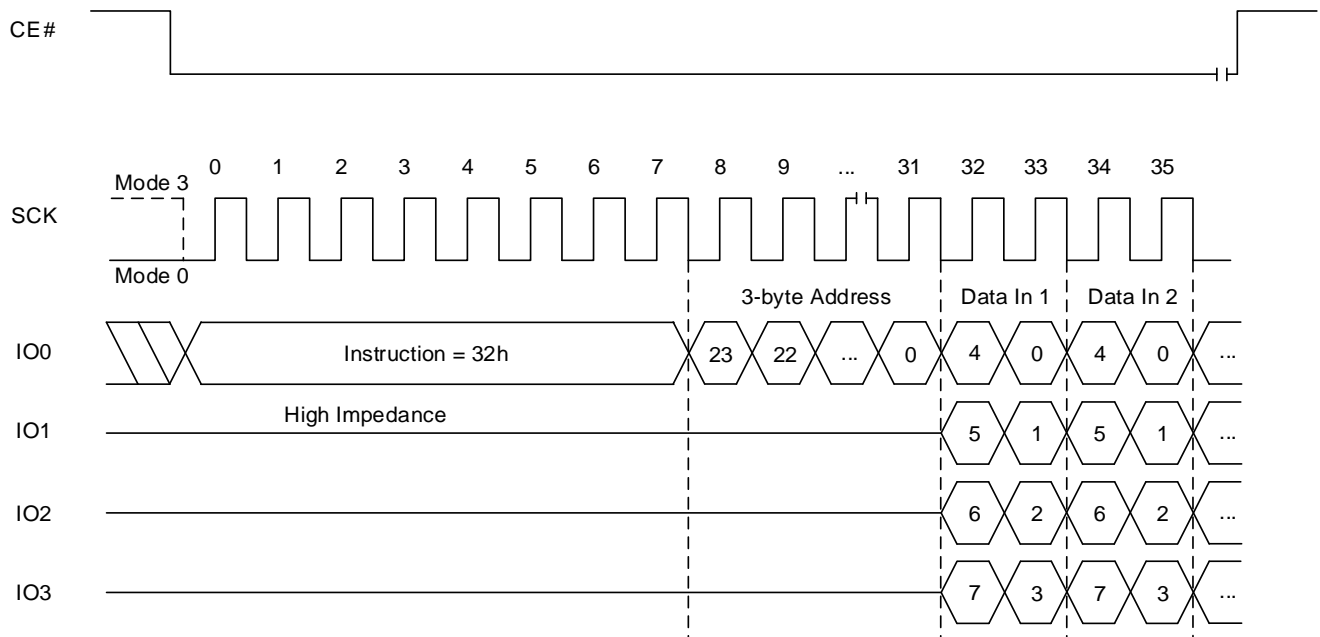 CE#
0 1 2 3 4 5 6 7 8 9 ... 31 32 33 34 35
Mode 3
SCK
Mode 0
3-byte Address Data In 1 Data In 2
IO0 Instruction = 32h 23 22 ... 0 4 0 4 0 ...
High Impedance
IO1 5 1 5 1 ...
IO2 6 2 6 2 ...
IO3 7 3 7 3 ...